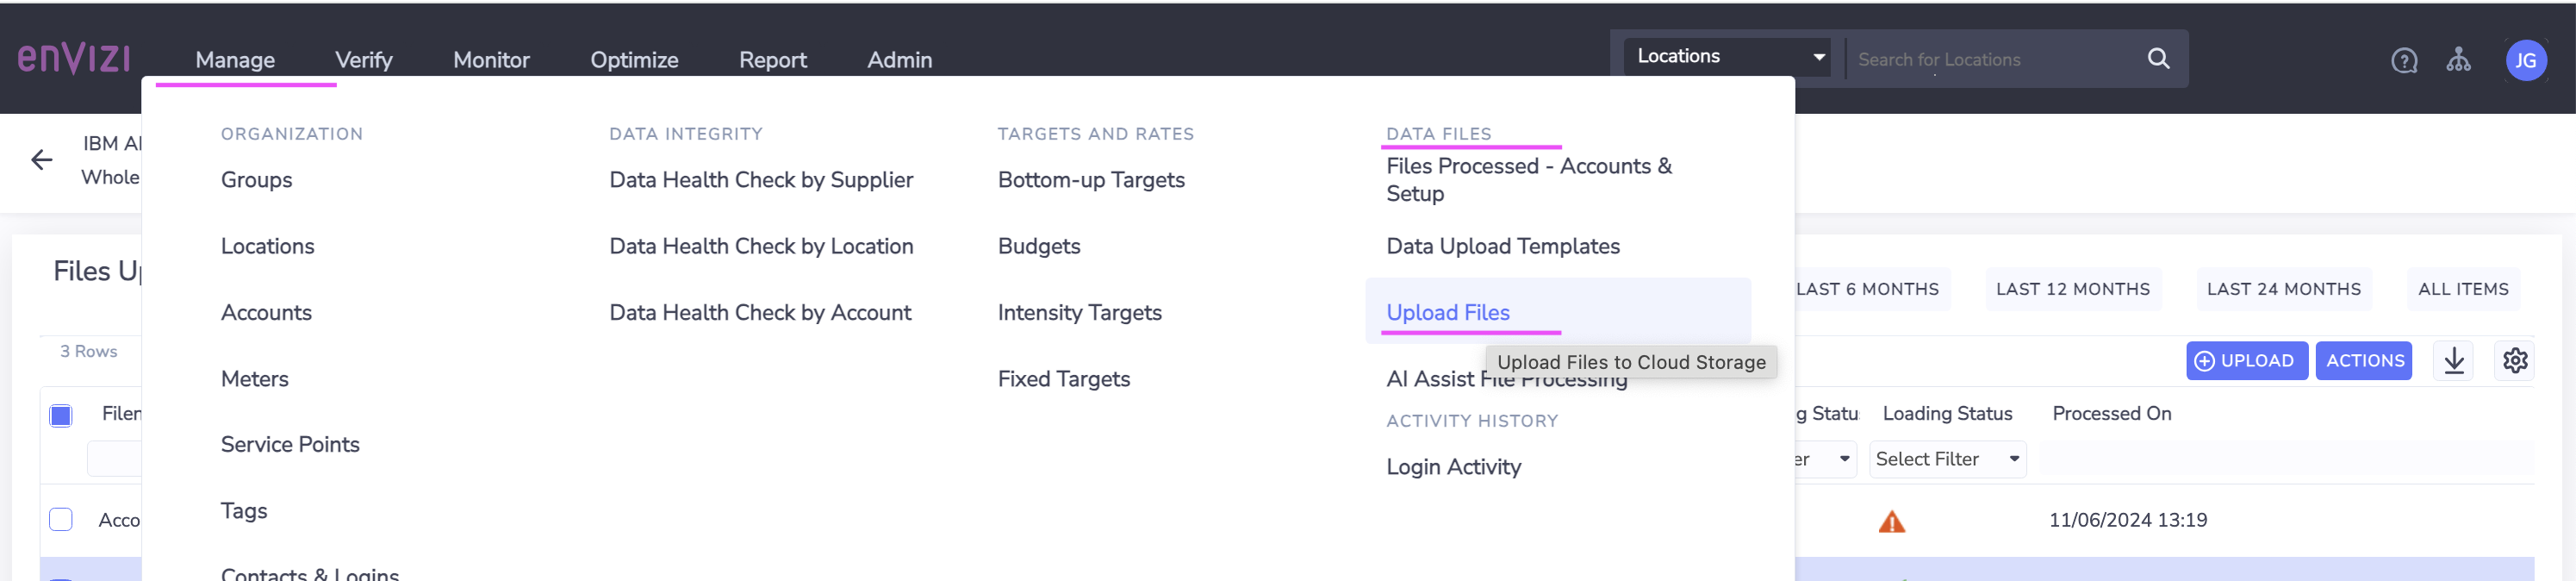 enVIZI
Manage Verify Monitor Optimize Report Admin
Locations
Search for Locations
JG
IBM
Whole
ORGANIZATION
Groups
Locations
Accounts
Meters
Service Points
Tags
Contacts & Logins
DATA INTEGRITY
Data Health Check by Supplier
Data Health Check by Location
Data Health Check by Account
TARGETS AND RATES
Bottom-up Targets
Budgets
Intensity Targets
Fixed Targets
DATA FILES
Files Processed - Accounts &
Setup
Data Upload Templates
Upload Files
Upload Files to Cloud Storage
AI Assist File Processing
ACTIVITY HISTORY
Login Activity
Files
LAST 6 MONTHS LAST 12 MONTHS LAST 24 MONTHS ALL ITEMS
3 Rows
UPLOAD ACTIONS
Loading Status Processed On
Select Filter
11/06/2024 13:19